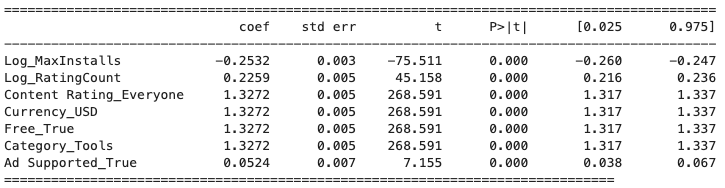 coef std err t P>|t| [0.025 0.975]
Log_MaxInstalls -0.2532 0.003 -75.511 0.000 -0.260 -0.247
Log_RatingCount 0.2259 0.005 45.158 0.000 0.216 0.236
Content Rating_Everyone 1.3272 0.005 268.591 0.000 1.317 1.337
Currency_USD 1.3272 0.005 268.591 0.000 1.317 1.337
Free_True 1.3272 0.005 268.591 0.000 1.317 1.337
Category_Tools 1.3272 0.005 268.591 0.000 1.317 1.337
Ad Supported_True 0.0524 0.007 7.155 0.000 0.038 0.067